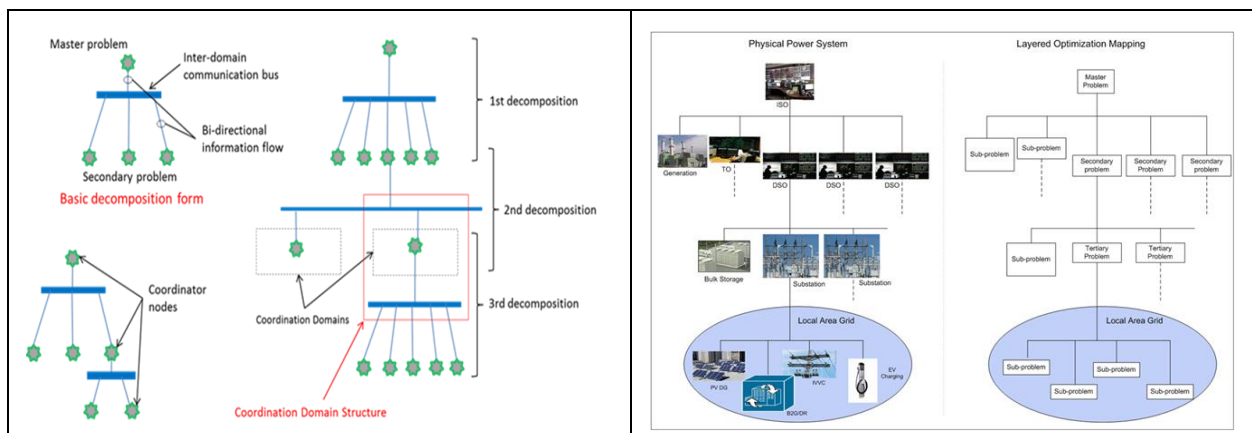 Master problem
Inter-domain
communication bus
Bi-directional
information flow
Secondary problem
Basic decomposition form
Coordinator
nodes
1st decomposition
2nd decomposition
3rd decomposition
Coordination Domains
Coordination Domain Structure
Physical Power System
ISO
Generation
TO
DSO
DSO
DSO
Bulk Storage
Substation
Substation
Local Area Grid
PV DG
B2G/DR
IVVC
EV
Charging
Layered Optimization Mapping
Master
Problem
Sub-problem
Sub-problem
Secondary
problem
Secondary
Problem
Secondary
problem
Sub-problem
Tertiary
Problem
Tertiary
Problem
Local Area Grid
Sub-problem
Sub-problem
Sub-problem
Sub-problem